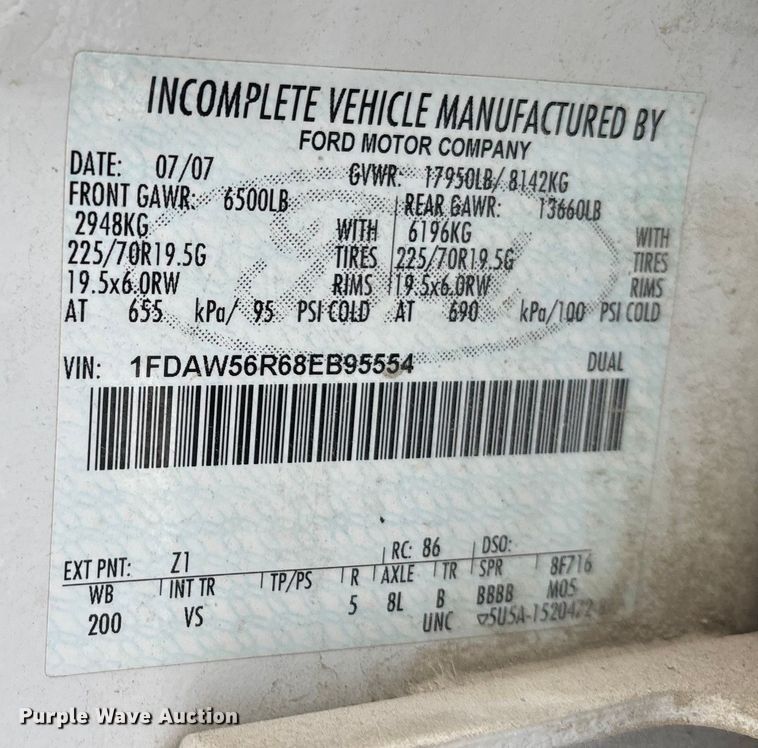 INCOMPLETE VEHICLE MANUFACTURED BY
FORD MOTOR COMPANY
DATE: 07/07 GVWR: 17950LB/ 8142KG
FRONT GAWR: 6500LB REAR GAWR: 13660LB
2948KG WITH 6196KG WITH
225/70R19.5G TIRES 225/70R19.5G TIRES
19.5x6.0RW RIMS 19.5x6.0RW RIMS
AT 655 kPa/ 95 PSI COLD AT 690 kPa/100 PSI COLD
VIN: 1FDAW56R68EB95554 DUAL
EXT PNT: Z1 RC: 86 DSO:
WB INT TR TP/PS R AXLE TR SPR 8F716
200 VS 5 8L B BBBB M05
UNC
Purple Wave Auction